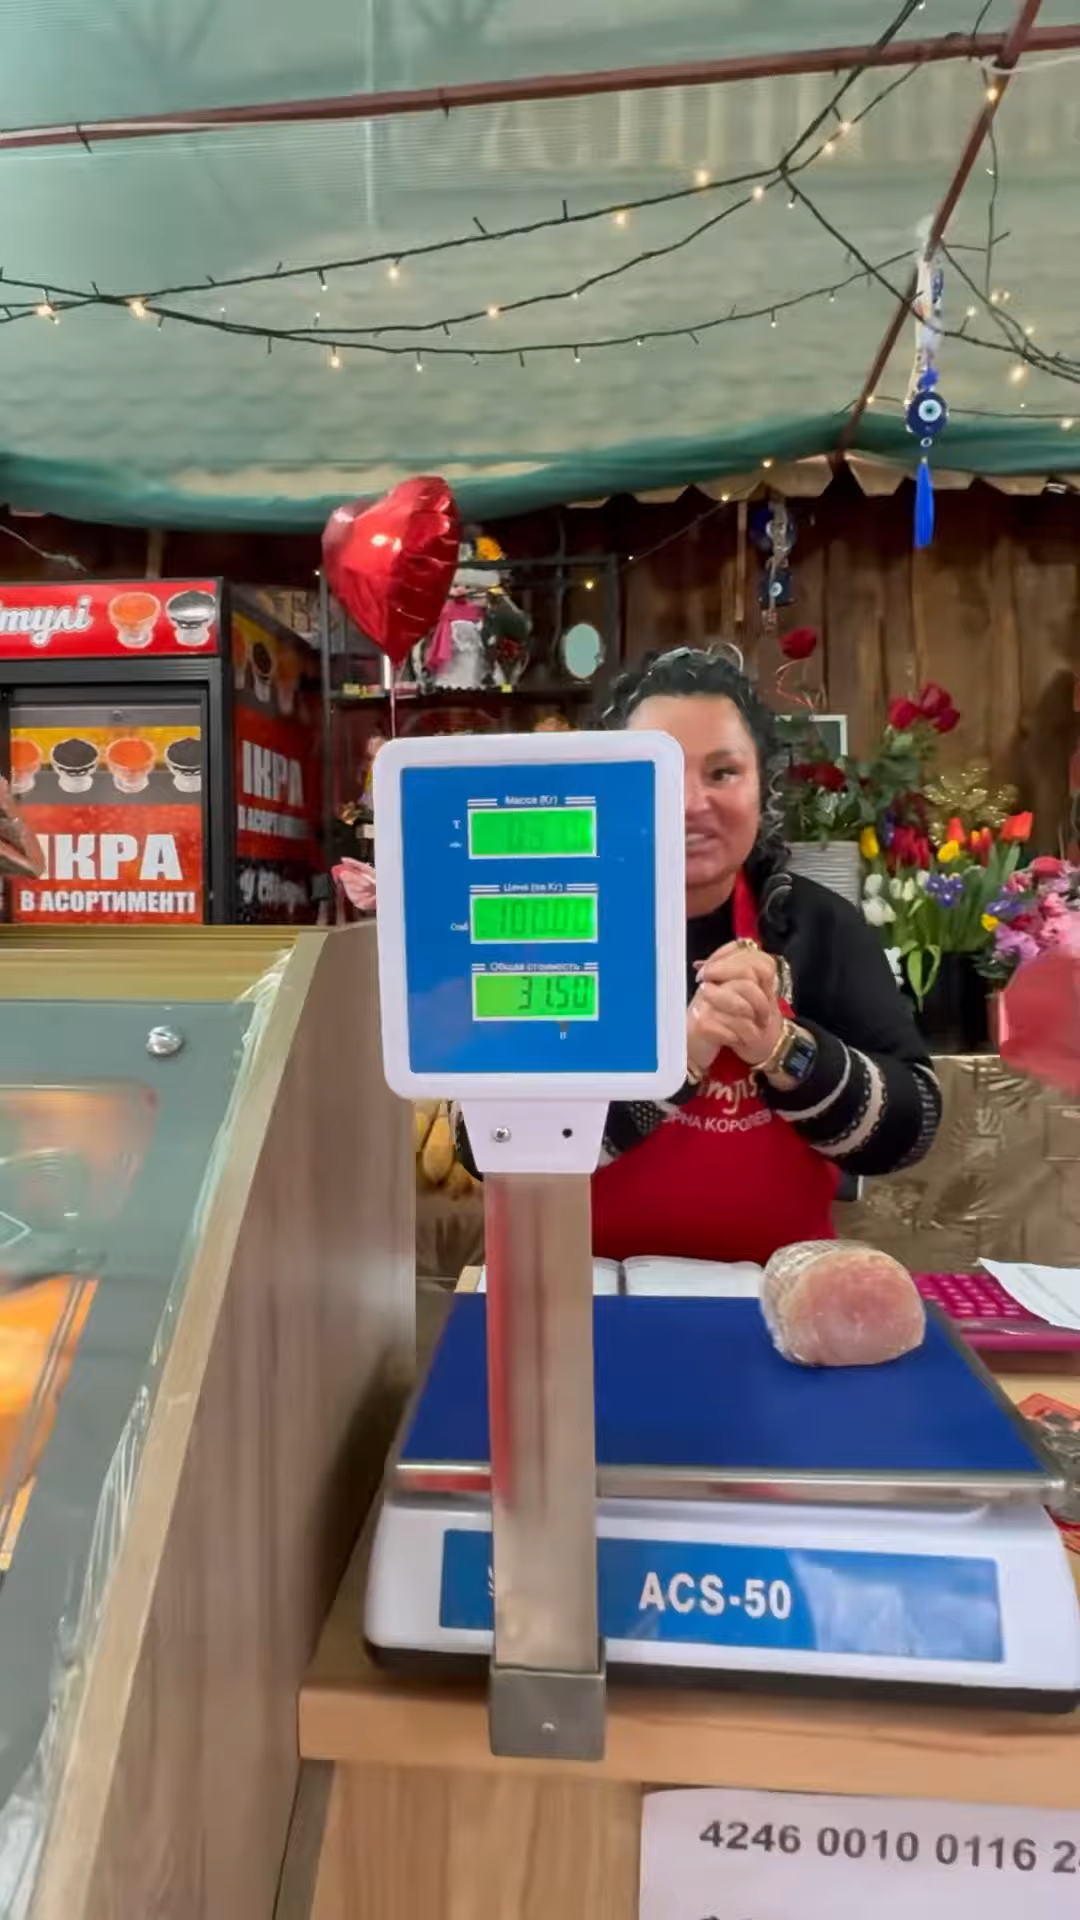 тулі
ІКРА
В АСОРТИМЕНТІ
ІКРА
Масса (Кг)
Т
Цена (за Кг)
100.00
Общая стоимость
31.50
ACS-50
4246 0010 0116